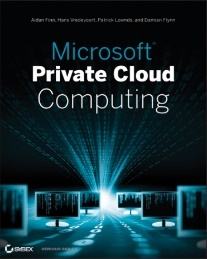 Aidan Finn, Hans Vredevoort, Patrick Lownds, and Damian Flynn
Microsoft®
Private Cloud
Computing
SYBEX